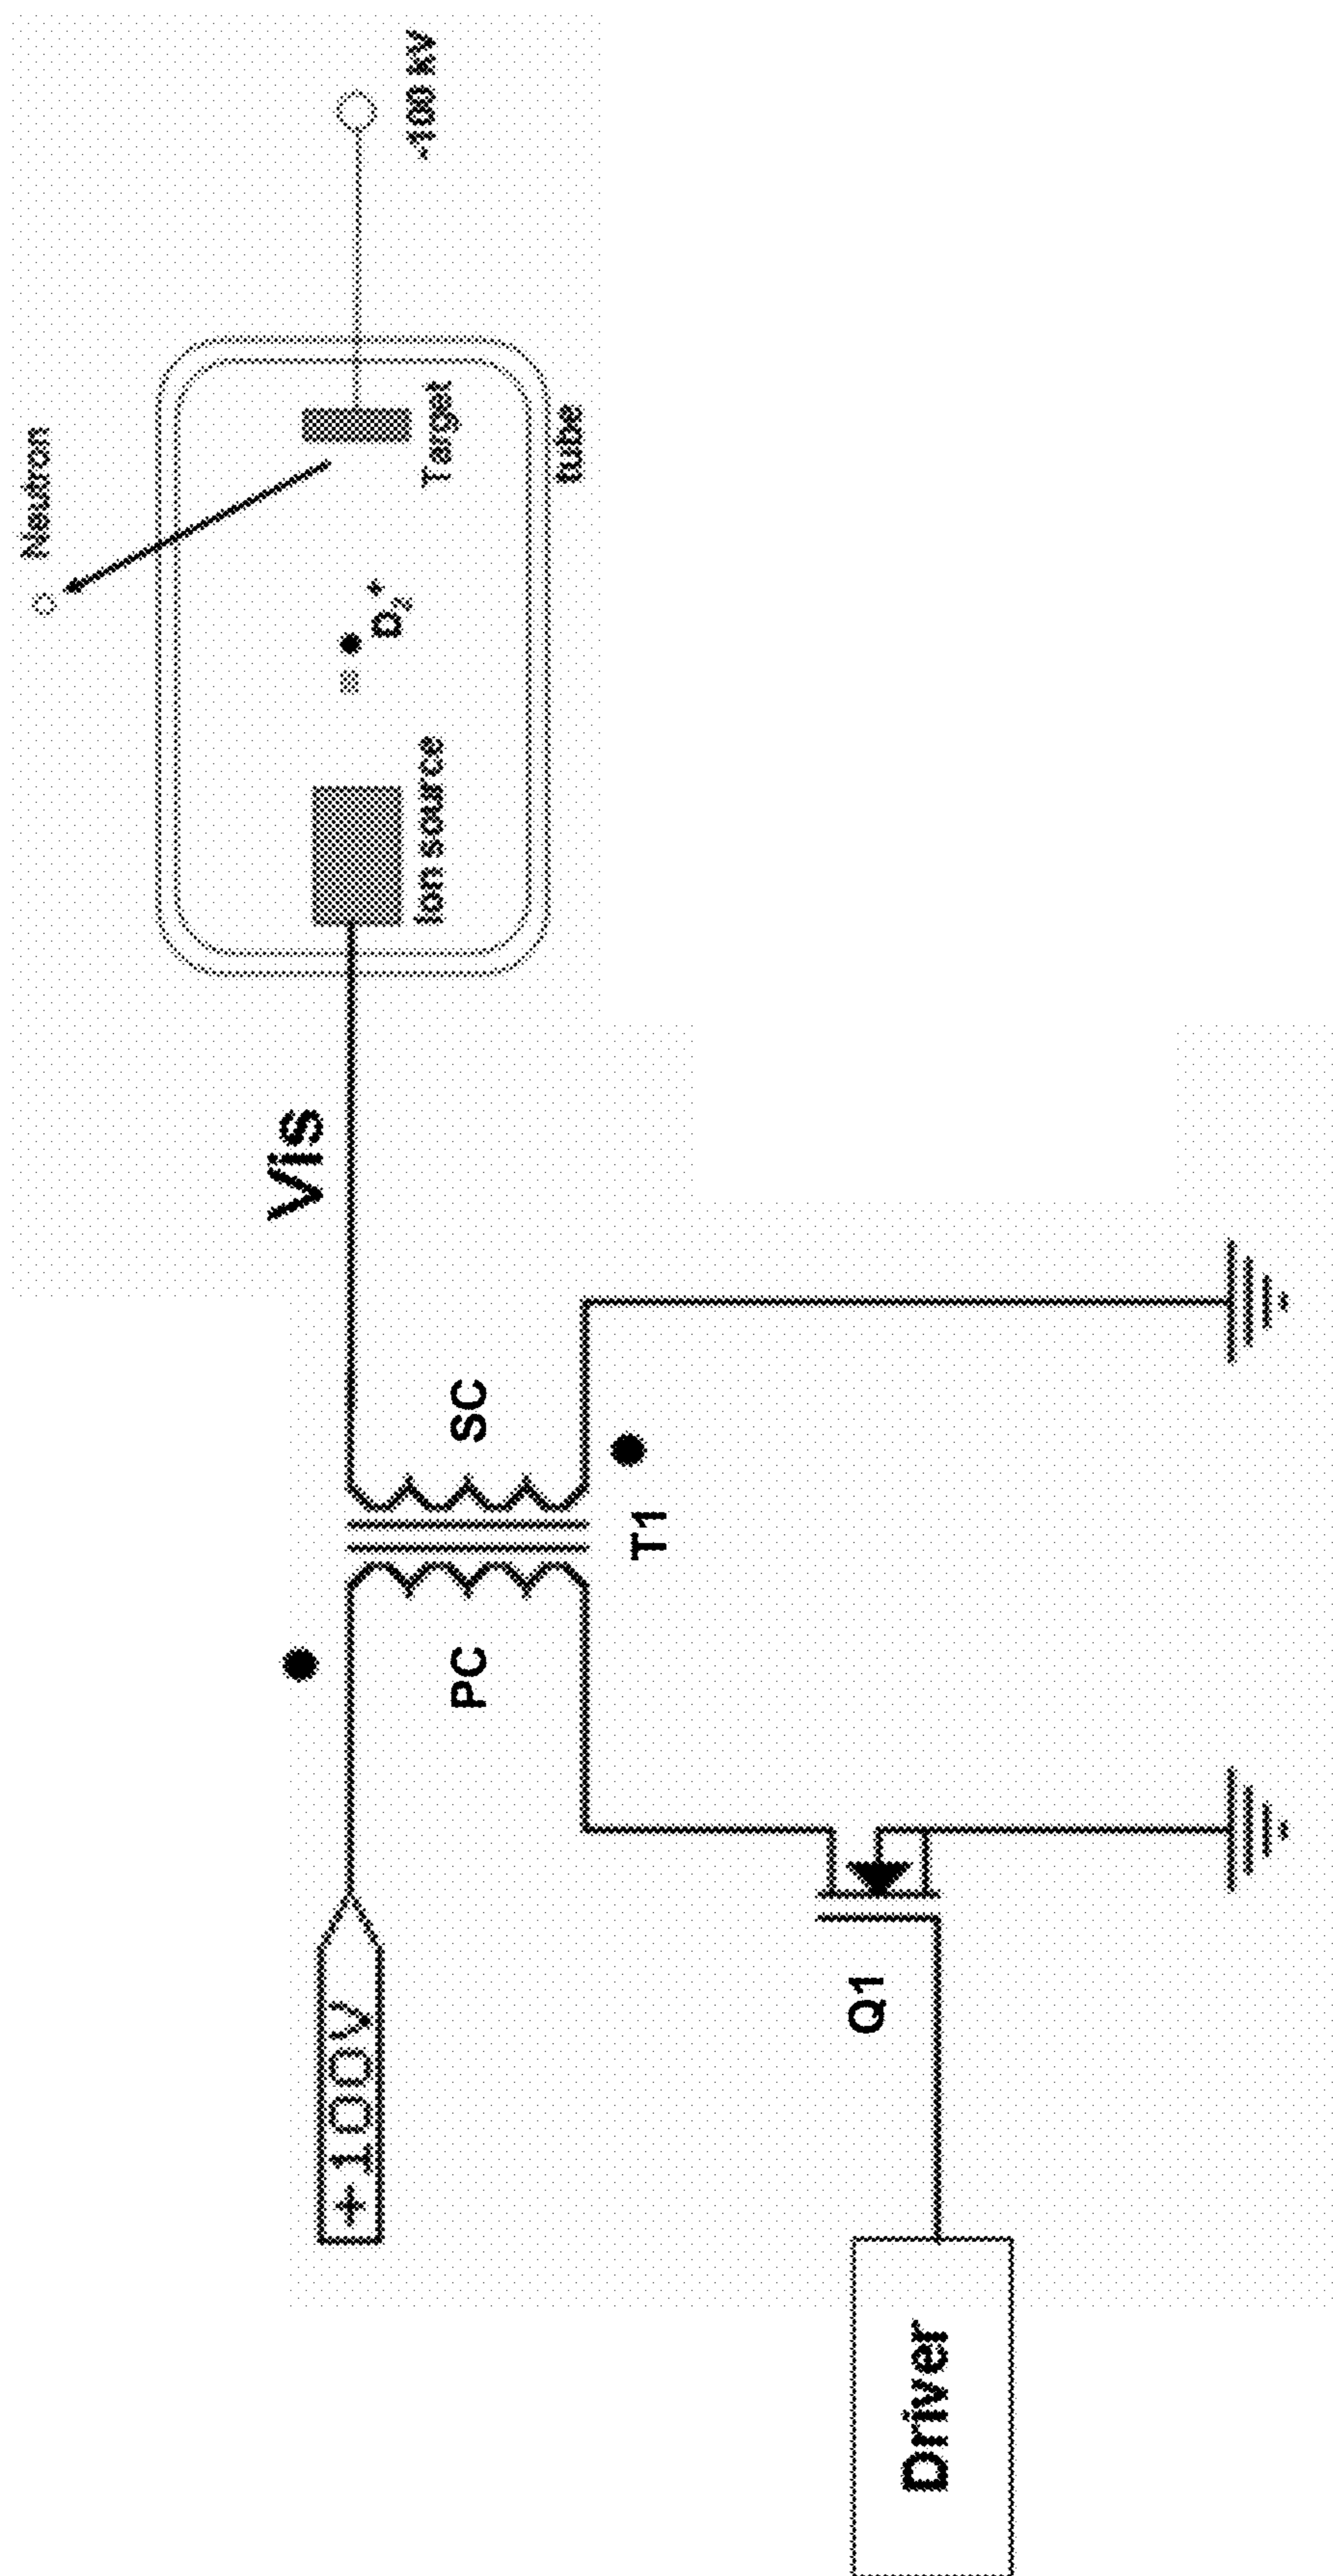 Neutron
-100 kV
Target
tube
D2+
Ion source
Vis
SC
T1
PC
+100V
Q1
Driver